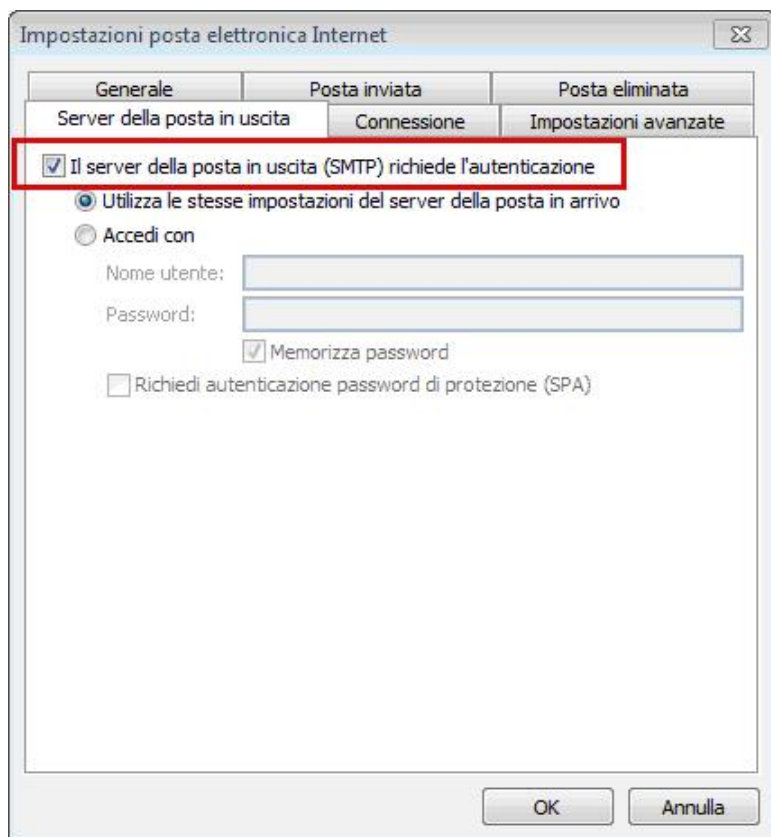 Impostazioni posta elettronica Internet
Generale
Posta inviata
Posta eliminata
Server della posta in uscita
Connessione
Impostazioni avanzate
Il server della posta in uscita (SMTP) richiede l'autenticazione
Utilizza le stesse impostazioni del server della posta in arrivo
Accedi con
Nome utente:
Password:
Memorizza password
Richiedi autenticazione password di protezione (SPA)
OK
Annulla